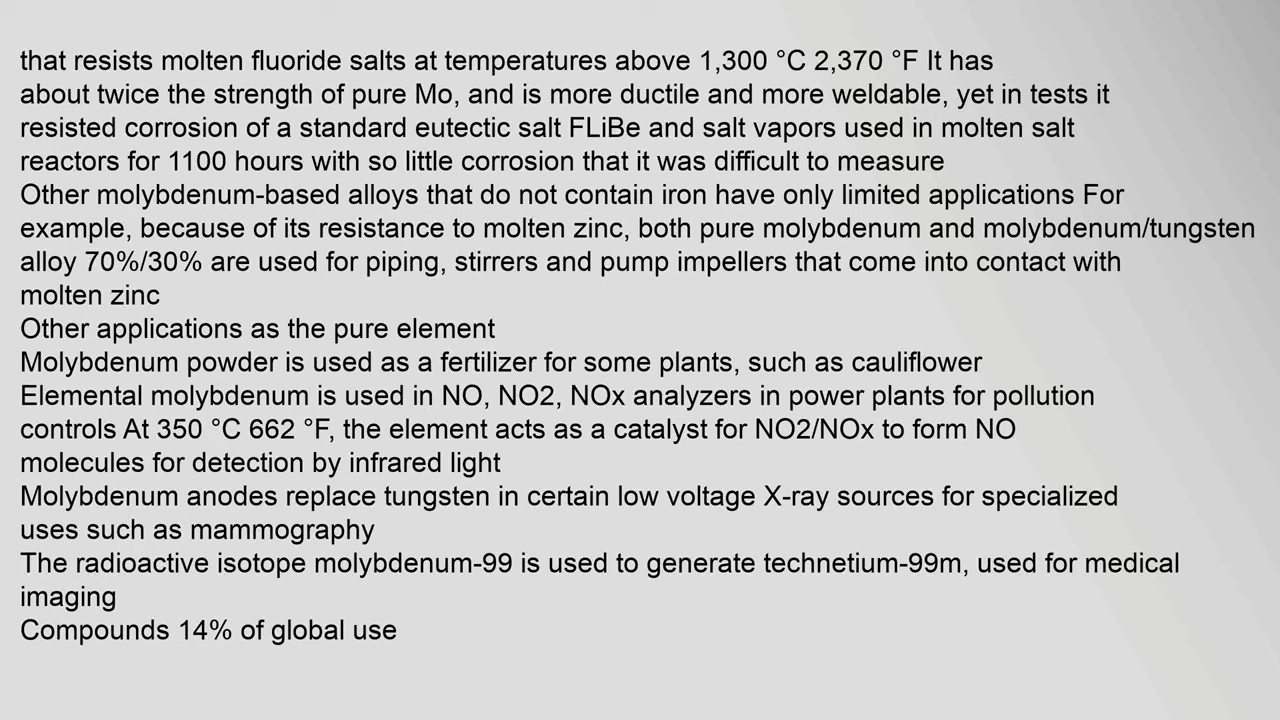 that resists molten fluoride salts at temperatures above 1,300 °C 2,370 °F It has
about twice the strength of pure Mo, and is more ductile and more weldable, yet in tests it
resisted corrosion of a standard eutectic salt FLiBe and salt vapors used in molten salt
reactors for 1100 hours with so little corrosion that it was difficult to measure
Other molybdenum-based alloys that do not contain iron have only limited applications For
example, because of its resistance to molten zinc, both pure molybdenum and molybdenum/tungsten
alloy 70%/30% are used for piping, stirrers and pump impellers that come into contact with
molten zinc
Other applications as the pure element
Molybdenum powder is used as a fertilizer for some plants, such as cauliflower
Elemental molybdenum is used in NO, NO2, NOx analyzers in power plants for pollution
controls At 350 °C 662 °F, the element acts as a catalyst for NO2/NOx to form NO
molecules for detection by infrared light
Molybdenum anodes replace tungsten in certain low voltage X-ray sources for specialized
uses such as mammography
The radioactive isotope molybdenum-99 is used to generate technetium-99m, used for medical
imaging
Compounds 14% of global use